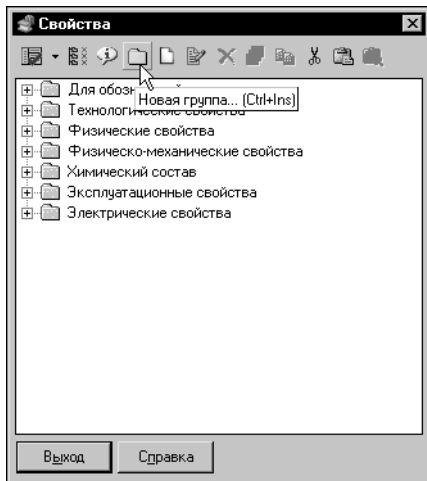 Свойства
Для обозн
Новая группа... (Ctrl+Ins)
Технологические свойства
Физические свойства
Физическо-механические свойства
Химический состав
Эксплуатационные свойства
Электрические свойства
Выход
Справка